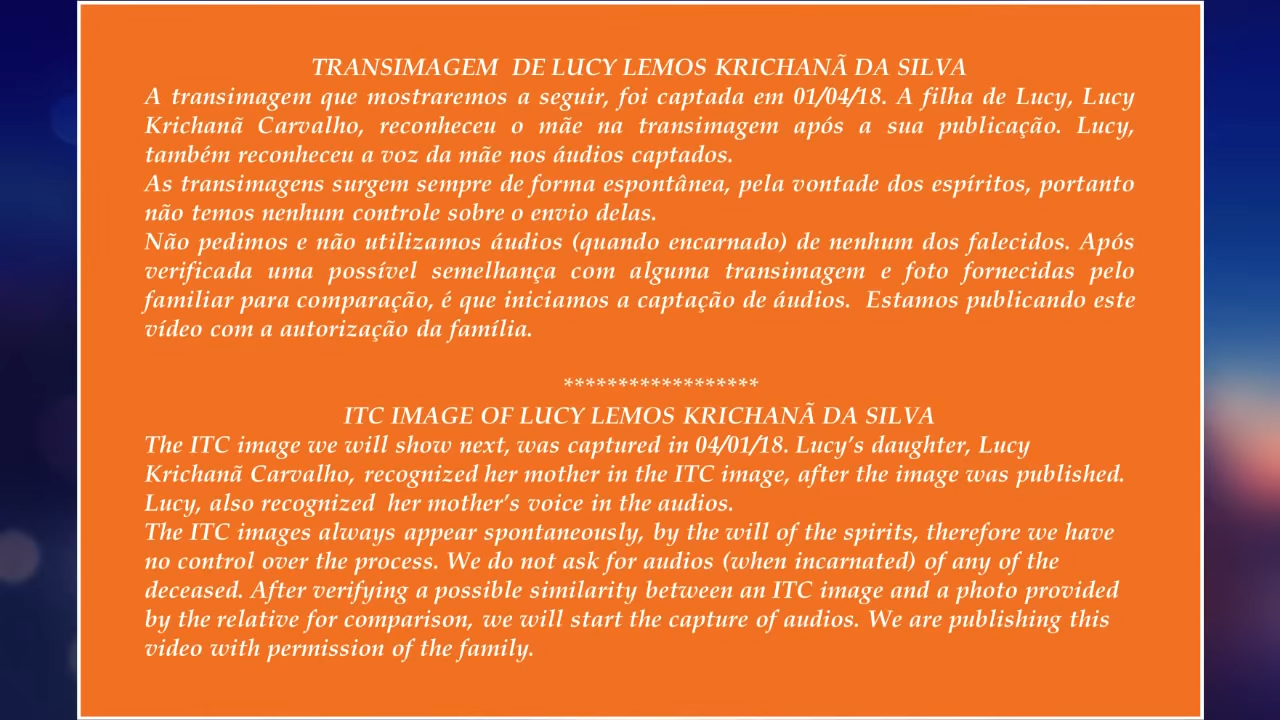 TRANSIMAGEM DE LUCY LEMOS KRICHANÃ DA SILVA
A transimagem que mostraremos a seguir, foi captada em 01/04/18. A filha de Lucy, Lucy
Krichanã Carvalho, reconheceu o mãe na transimagem após a sua publicação. Lucy,
também reconheceu a voz da mãe nos áudios captados.
As transimagens surgem sempre de forma espontânea, pela vontade dos espíritos, portanto
não temos nenhum controle sobre o envio delas.
Não pedimos e não utilizamos áudios (quando encarnado) de nenhum dos falecidos. Após
verificada uma possível semelhança com alguma transimagem e foto fornecidas pelo
familiar para comparação, é que iniciamos a captação de áudios. Estamos publicando este
vídeo com a autorização da família.
******************
ITC IMAGE OF LUCY LEMOS KRICHANÃ DA SILVA
The ITC image we will show next, was captured in 04/01/18. Lucy's daughter, Lucy
Krichanã Carvalho, recognized her mother in the ITC image, after the image was published.
Lucy, also recognized her mother's voice in the audios.
The ITC images always appear spontaneously, by the will of the spirits, therefore we have
no control over the process. We do not ask for audios (when incarnated) of any of the
deceased. After verifying a possible similarity between an ITC image and a photo provided
by the relative for comparison, we will start the capture of audios. We are publishing this
video with permission of the family.